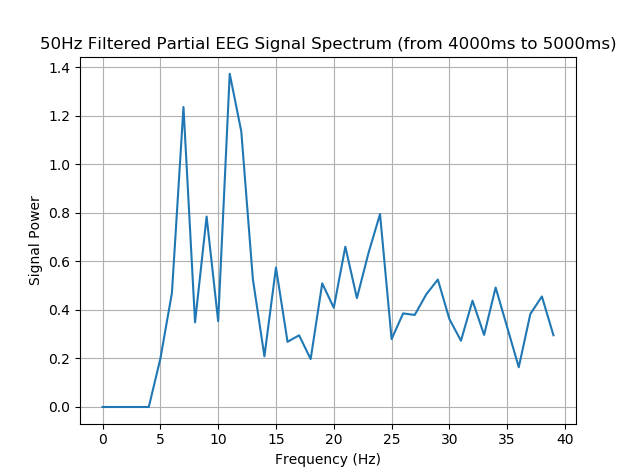 50Hz Filtered Partial EEG Signal Spectrum (from 4000ms to 5000ms)
1.4
1.2
1.0
0.8
0.6
0.4
0.2
0.0
Signal Power
0 5 10 15 20 25 30 35 40
Frequency (Hz)